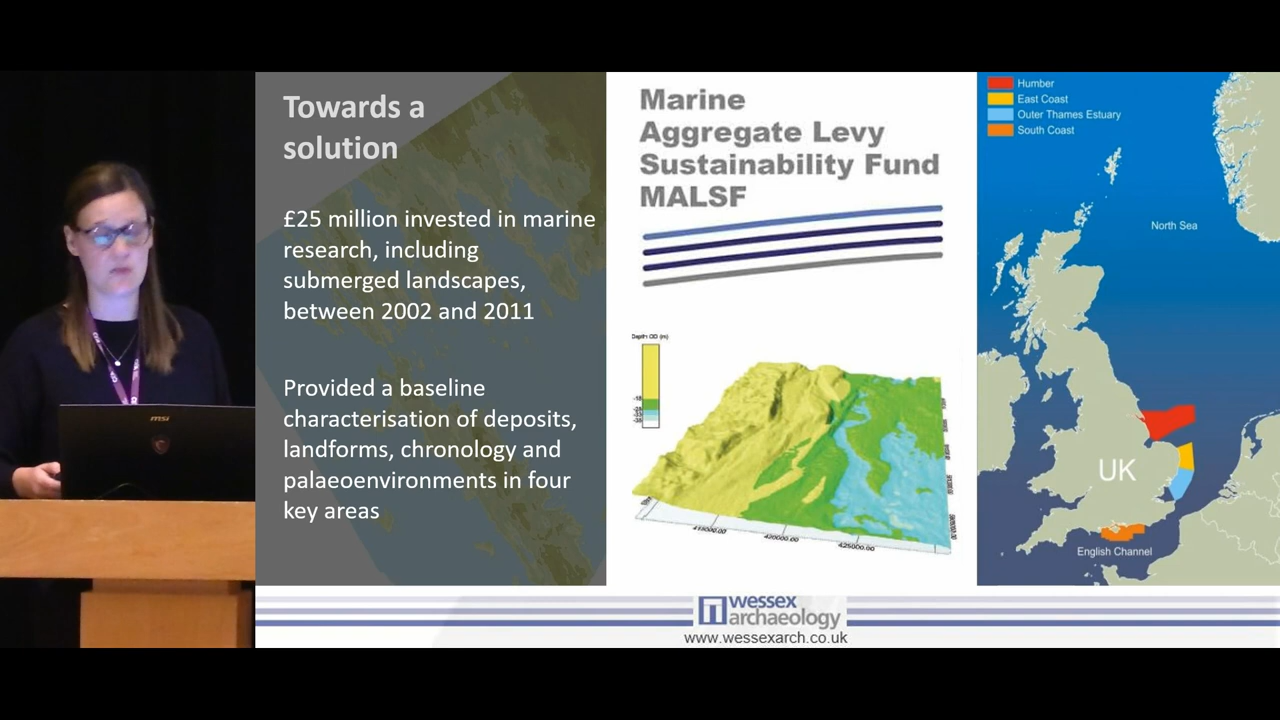 Towards a
solution
£25 million invested in marine
research, including
submerged landscapes,
between 2002 and 2011
Provided a baseline
characterisation of deposits,
landforms, chronology and
palaeoenvironments in four
key areas
Marine
Aggregate Levy
Sustainability Fund
MALSF
Depth OD (m)
415000.00
420000.00
425000.00
Humber
East Coast
Outer Thames Estuary
South Coast
North Sea
UK
English Channel
msi
wessex
archaeology
www.wessexarch.co.uk